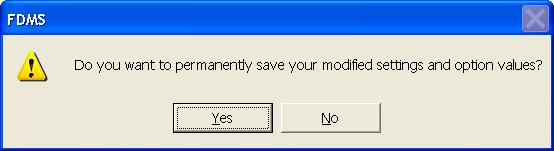 FDMS
Do you want to permanently save your modified settings and option values?
Yes No